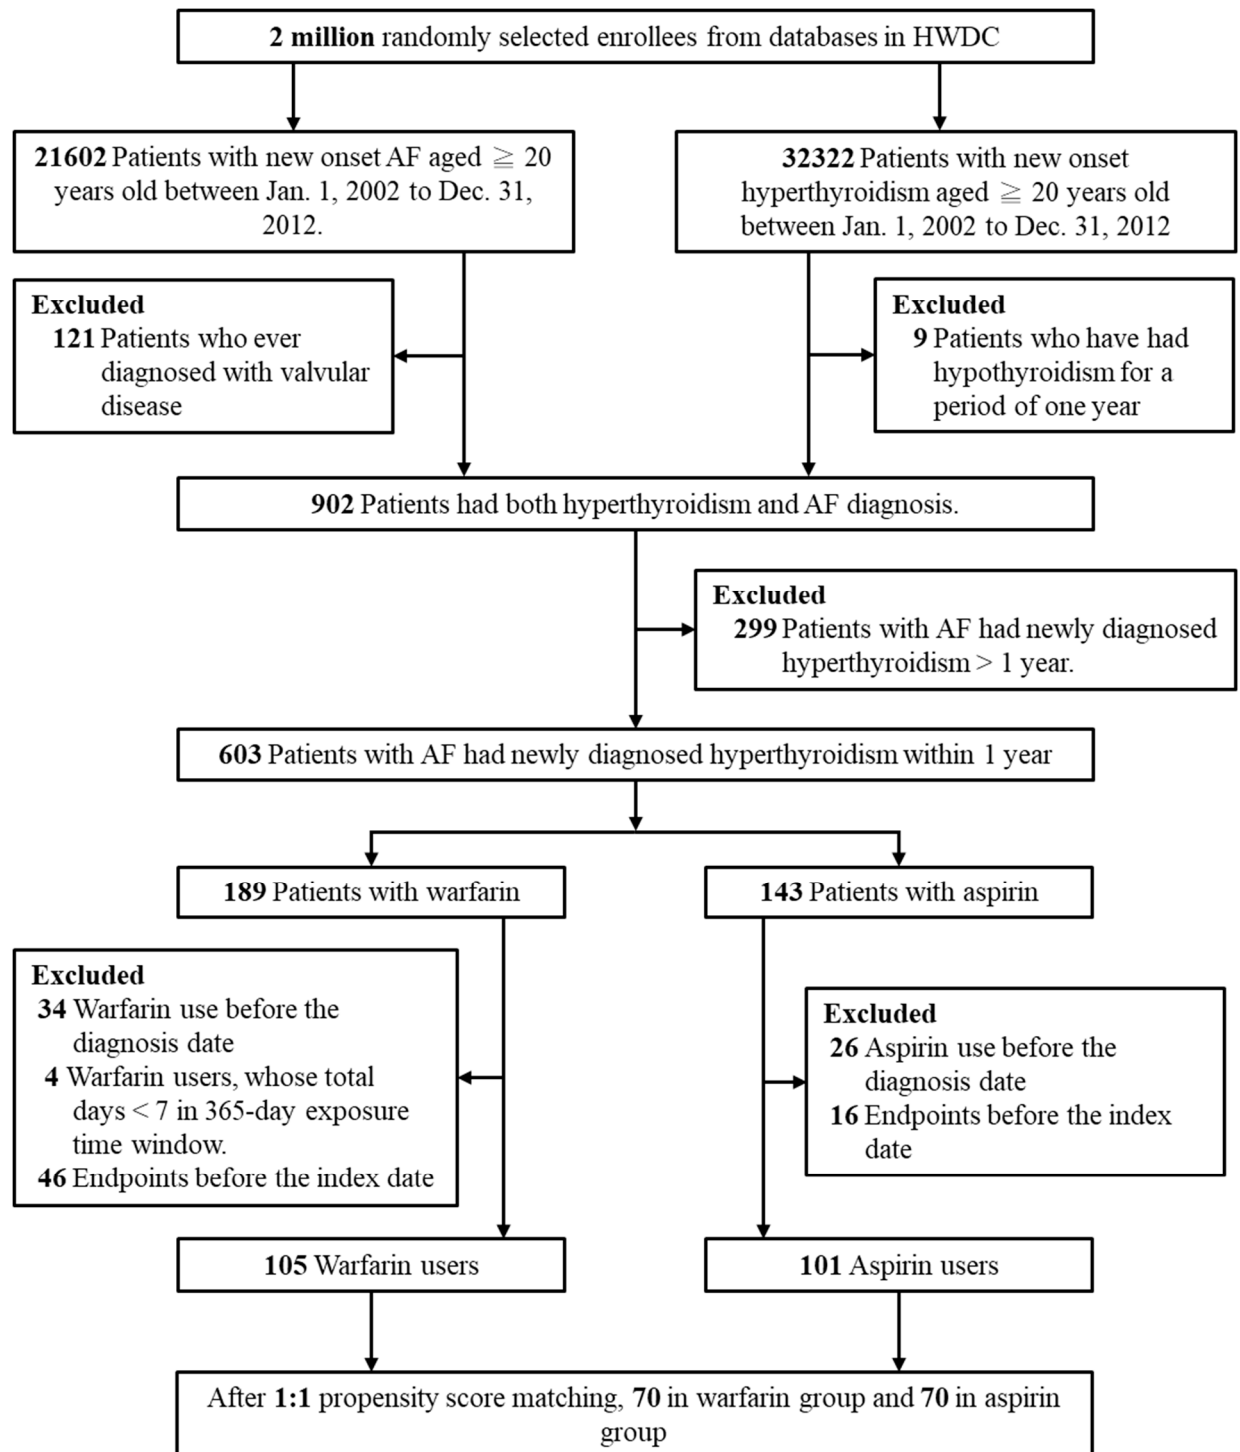 2 million randomly selected enrollees from databases in HWDC
21602 Patients with new onset AF aged ≧ 20
years old between Jan. 1, 2002 to Dec. 31,
2012.
32322 Patients with new onset
hyperthyroidism aged ≧ 20 years old
between Jan. 1, 2002 to Dec. 31, 2012
Excluded
121 Patients who ever
diagnosed with valvular
disease
Excluded
9 Patients who have had
hypothyroidism for a
period of one year
902 Patients had both hyperthyroidism and AF diagnosis.
Excluded
299 Patients with AF had newly diagnosed
hyperthyroidism > 1 year.
603 Patients with AF had newly diagnosed hyperthyroidism within 1 year
189 Patients with warfarin
143 Patients with aspirin
Excluded
34 Warfarin use before the
diagnosis date
4 Warfarin users, whose total
days < 7 in 365-day exposure
time window.
46 Endpoints before the index date
Excluded
26 Aspirin use before the
diagnosis date
16 Endpoints before the index
date
105 Warfarin users
101 Aspirin users
After 1:1 propensity score matching, 70 in warfarin group and 70 in aspirin
group